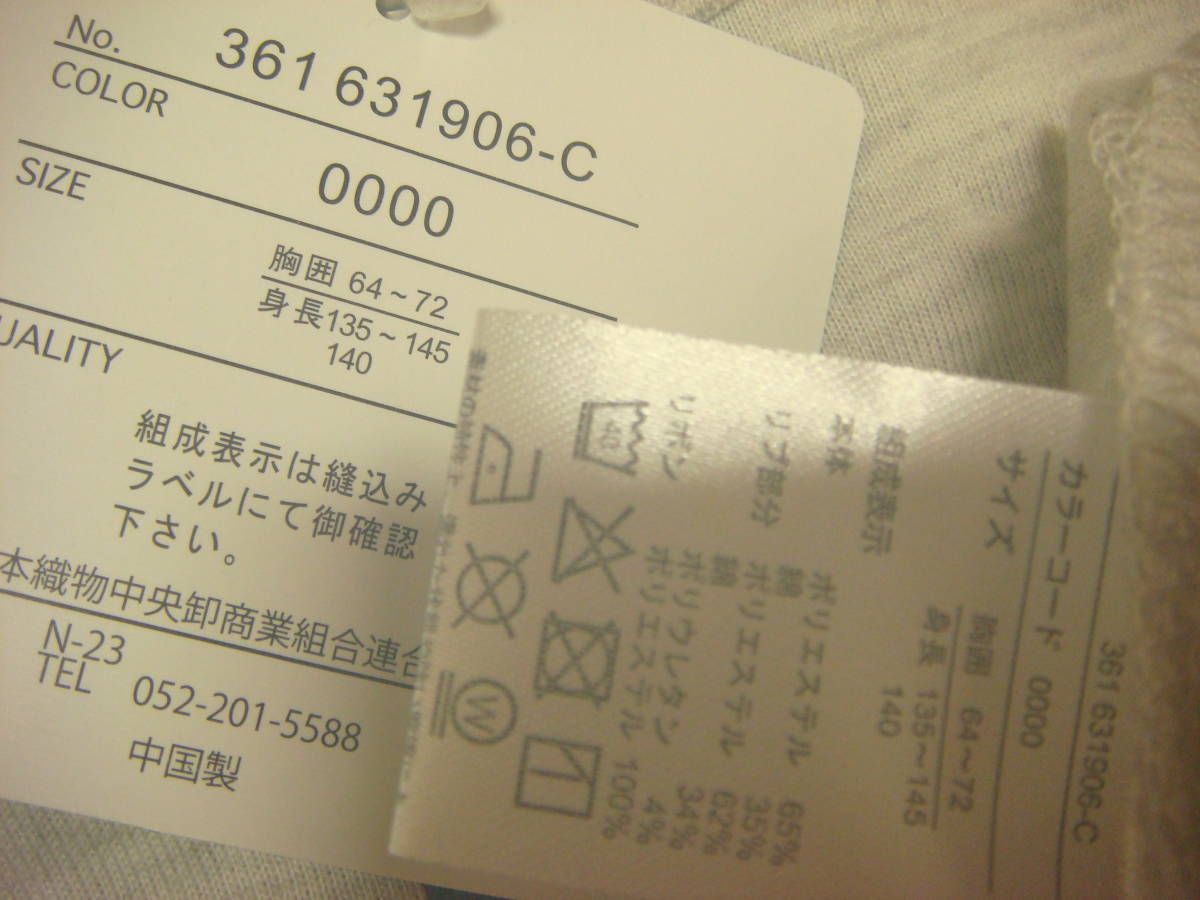 No. 361 631906-C
COLOR
0000
SIZE
胸囲 64~72
身長135~145
140
UALITY
組成表示は縫込み
ラベルにて御確認
下さい。
本織物中央卸商業組合連合
N-23
TEL 052-201-5588
中国製
361 631906-C
カラーコード 0000
サイズ 胸囲 64~72
身長 135~145
140
組成表示
本体 ポリエステル 65%
綿 35%
リブ部分 ポリエステル 62%
綿 34%
ポリウレタン 4%
リボン ポリエステル 100%
40
W